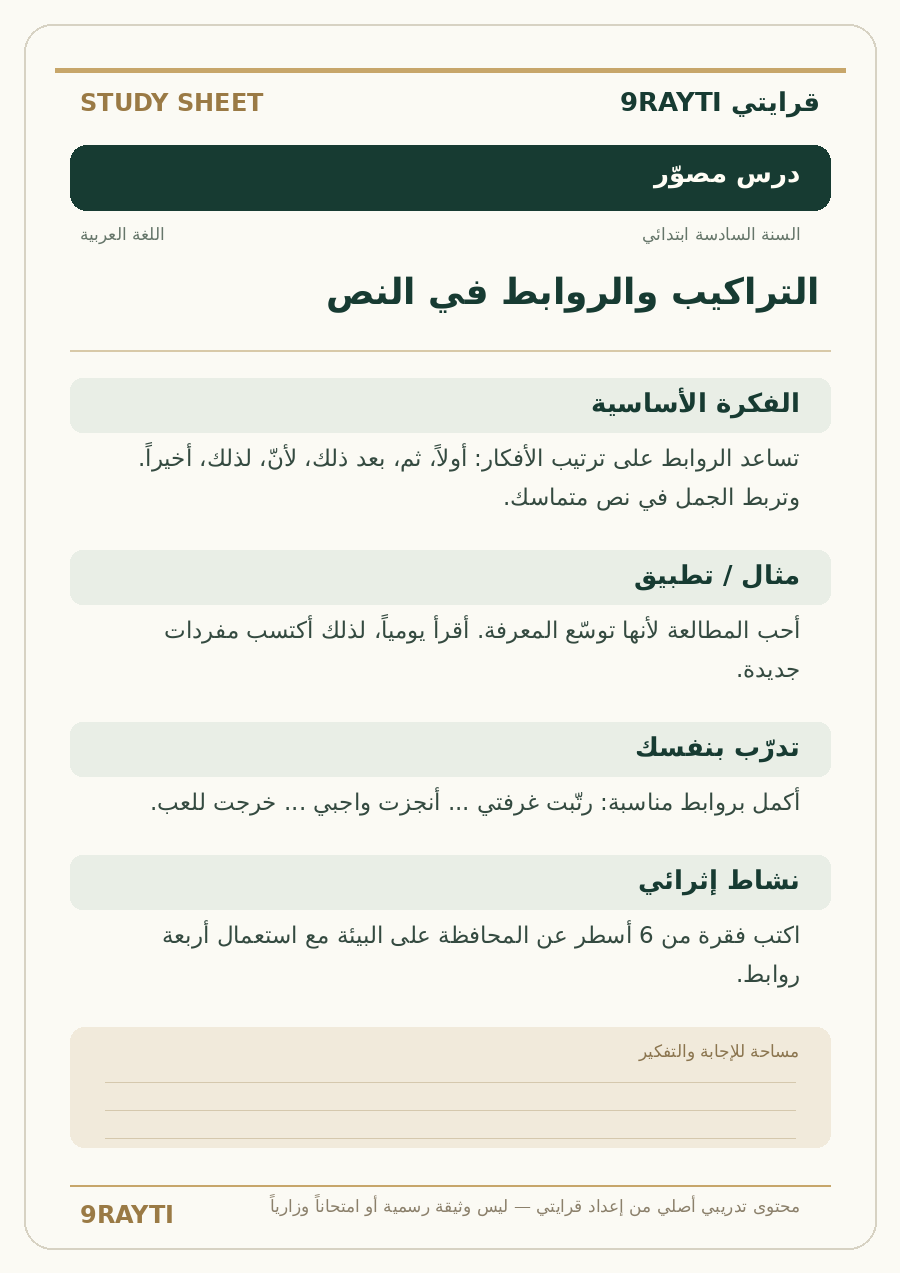 قرايتي 9RAYTI
STUDY SHEET
درس مصوّر
السنة السادسة ابتدائي
اللغة العربية
التراكيب والروابط في النص
الفكرة الأساسية
تساعد الروابط على ترتيب الأفكار: أولاً، ثم، بعد ذلك، لأنّ، لذلك، أخيراً.
وتربط الجمل في نص متماسك.
مثال / تطبيق
أحب المطالعة لأنها توسّع المعرفة. أقرأ يومياً، لذلك أكتسب مفردات
جديدة.
تدرّب بنفسك
أكمل بروابط مناسبة: رتّبت غرفتي ... أنجزت واجبي ... خرجت للعب.
نشاط إثرائي
اكتب فقرة من 6 أسطر عن المحافظة على البيئة مع استعمال أربعة
روابط.
مساحة للإجابة والتفكير
محتوى تدريبي أصلي من إعداد قرايتي — ليس وثيقة رسمية أو امتحاناً وزارياً
9RAYTI